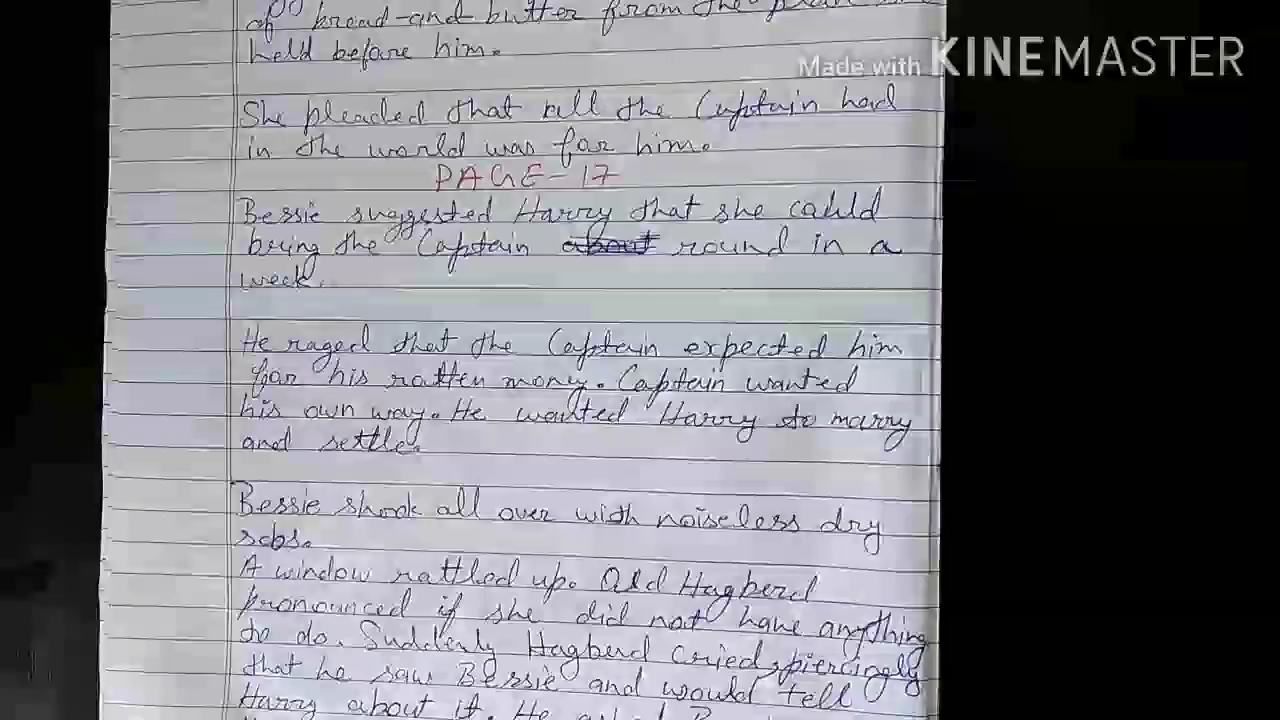 of bread-and butter from the
held before him.
Made with KINEMASTER
She pleaded that all the Captain had
in the world was for him.
PAGE-17
Bessie suggested Harry that she could
bring the Captain about round in a
week.
He raged that the Captain expected him
for his rotten money. Captain wanted
his own way. He wanted Harry to marry
and settle.
Bessie shook all over with noiseless dry
sobs.
A window rattled up. Old Hagberd
pronounced if she did not have anything
to do. Suddenly Hagberd cried piercingly
that he saw Bessie and would tell
Harry about it. He